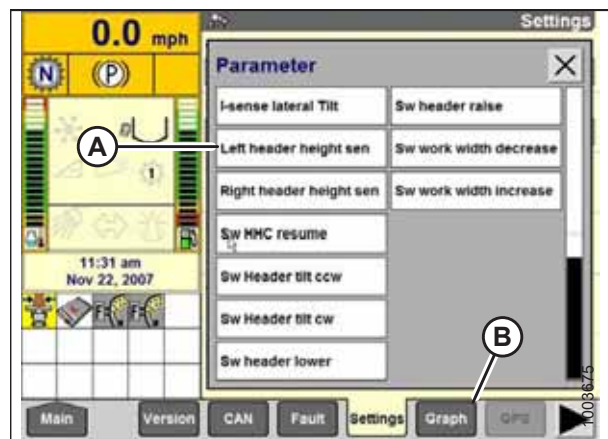 0.0 mph
Settings
N
(P)
Parameter
I-sense lateral Tilt
Sw header raise
Left header height sen
Sw work width decrease
Right header height sen
Sw work width increase
Sw HHC resume
Sw Header tilt ccw
Sw Header tilt cw
Sw header lower
A
B
1
11:31 am
Nov 22, 2007
F
F
Main
Version
CAN
Fault
Settings
Graph
GPS
1003675